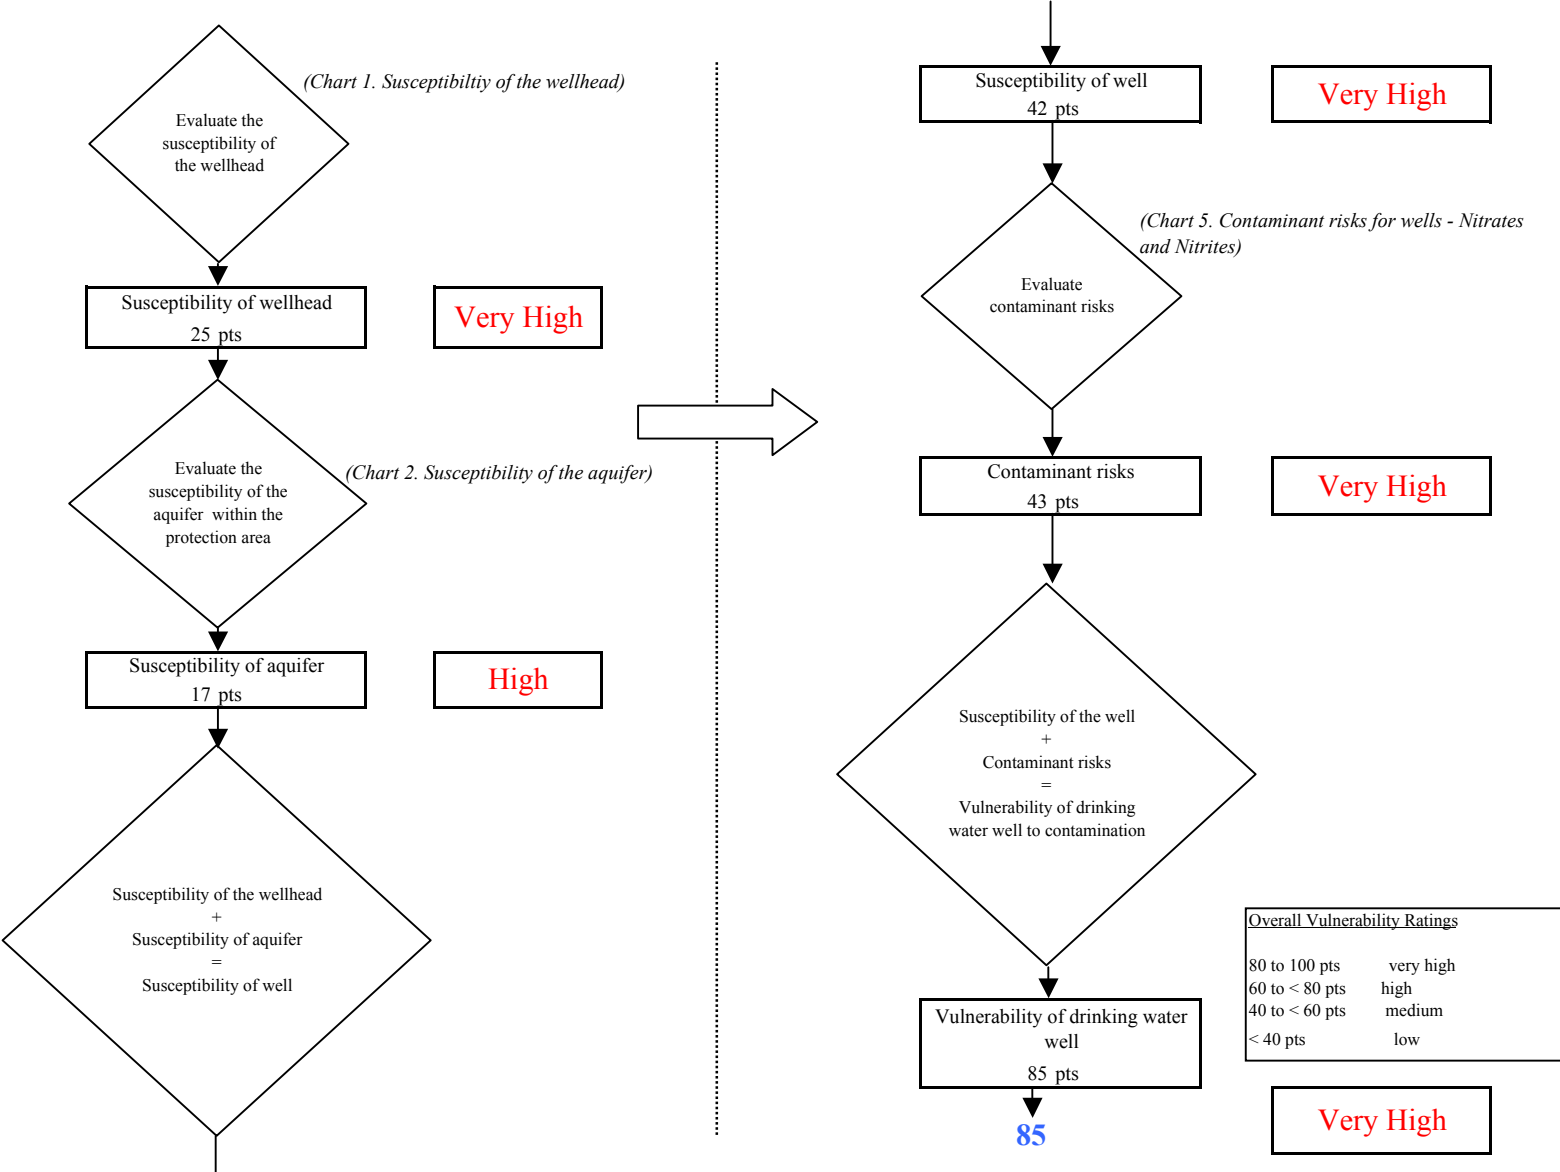 (Chart 1. Susceptibiltiy of the wellhead)
Evaluate the
susceptibility of
the wellhead
Susceptibility of wellhead
25 pts
Very High
Evaluate the
susceptibility of the
aquifer within the
protection area
(Chart 2. Susceptibility of the aquifer)
Susceptibility of aquifer
17 pts
High
Susceptibility of the wellhead
+
Susceptibility of aquifer
=
Susceptibility of well
Susceptibility of well
42 pts
Very High
(Chart 5. Contaminant risks for wells - Nitrates
and Nitrites)
Evaluate
contaminant risks
Contaminant risks
43 pts
Very High
Susceptibility of the well
+
Contaminant risks
=
Vulnerability of drinking
water well to contamination
Overall Vulnerability Ratings
80 to 100 pts very high
60 to < 80 pts high
40 to < 60 pts medium
< 40 pts low
Vulnerability of drinking water
well
85 pts
85
Very High